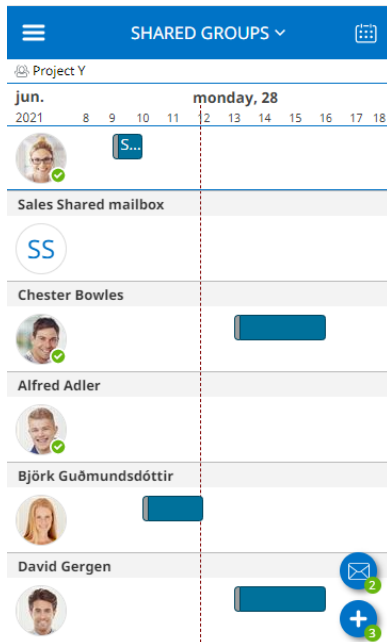 SHARED GROUPS
Project Y
jun. monday, 28
2021 8 9 10 11 12 13 14 15 16 17 18
S...
Sales Shared mailbox
SS
Chester Bowles
Alfred Adler
Björk Guðmundsdóttir
David Gergen
2
3